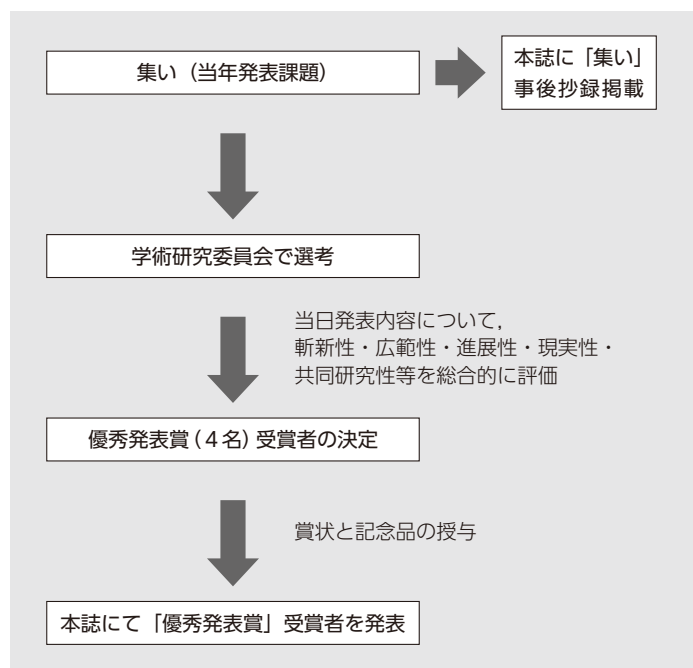 集い（当年発表課題）
本誌に「集い」
事後抄録掲載
学術研究委員会で選考
当日発表内容について，
斬新性・広範性・進展性・現実性・
共同研究性等を総合的に評価
優秀発表賞（４名）受賞者の決定
賞状と記念品の授与
本誌にて「優秀発表賞」受賞者を発表